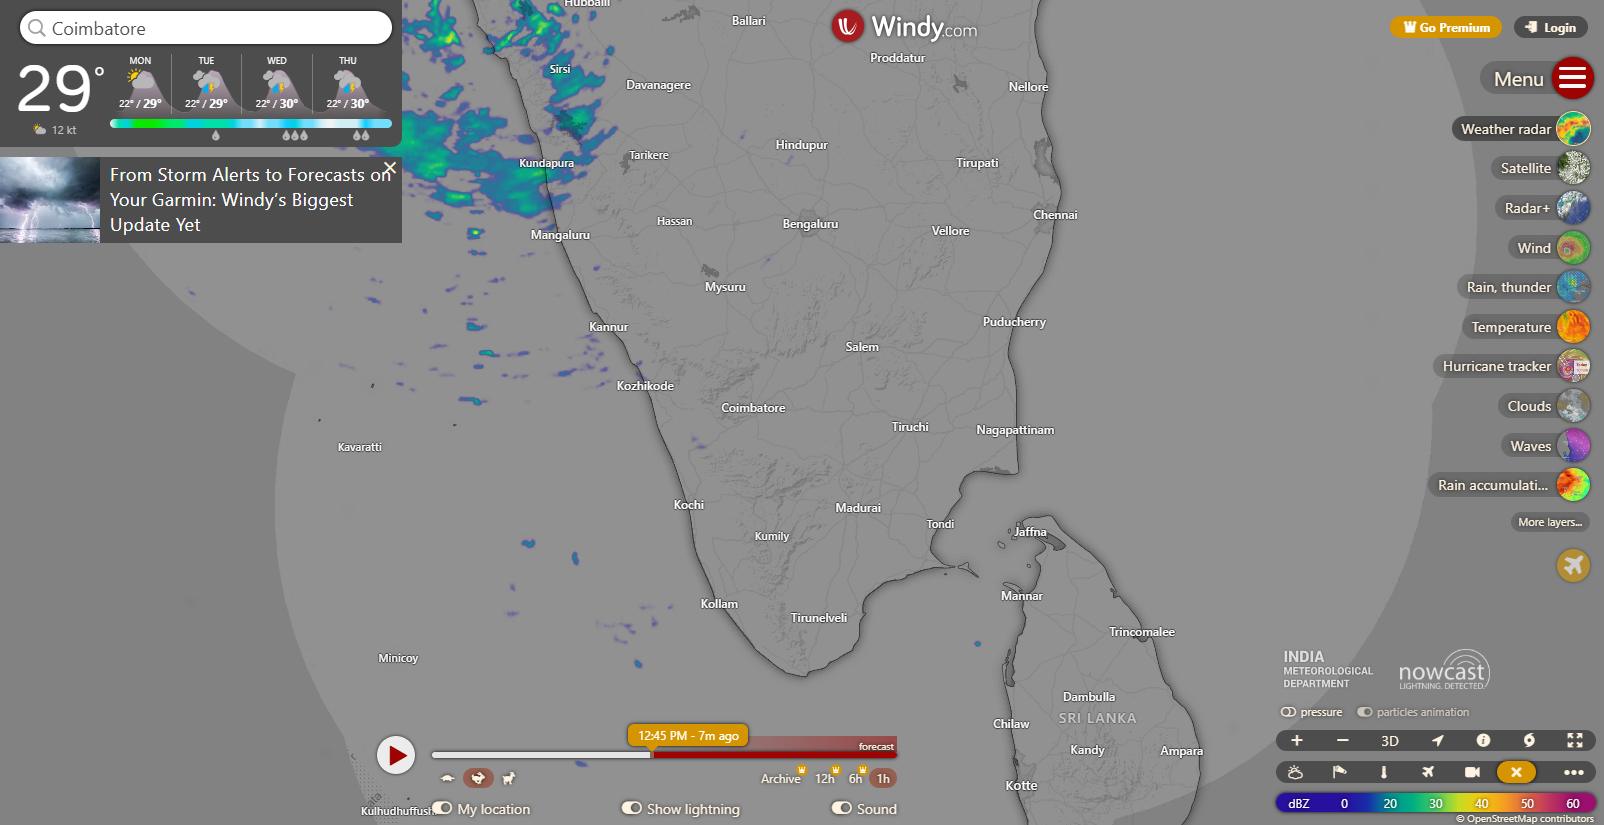 Coimbatore
29°
12 kt
MON
22° / 29°
TUE
22° / 29°
WED
22° / 30°
THU
22° / 30°
From Storm Alerts to Forecasts on
Your Garmin: Windy's Biggest
Update Yet
Windy.com
Go Premium
Login
Menu
Weather radar
Satellite
Radar+
Wind
Rain, thunder
Temperature
Hurricane tracker
Clouds
Waves
Rain accumulati...
More layers...
Hubballi
Ballari
Proddatur
Sirsi
Davanagere
Nellore
Hindupur
Kundapura
Tarikere
Tirupati
Hassan
Bengaluru
Chennai
Mangaluru
Vellore
Mysuru
Kannur
Puducherry
Salem
Kozhikode
Coimbatore
Tiruchi
Nagapattinam
Kavaratti
Kochi
Madurai
Tondi
Jaffna
Kumily
Mannar
Kollam
Tirunelveli
Trincomalee
Minicoy
Dambulla
SRI LANKA
Chilaw
Kandy
Ampara
Kotte
Kulhudhuffush
INDIA
METEOROLOGICAL
DEPARTMENT
nowcast
LIGHTNING. DETECTED.
pressure
particles animation
12:45 PM - 7m ago
forecast
Archive
12h
6h
1h
My location
Show lightning
Sound
3D
dBZ 0 20 30 40 50 60
© OpenStreetMap contributors